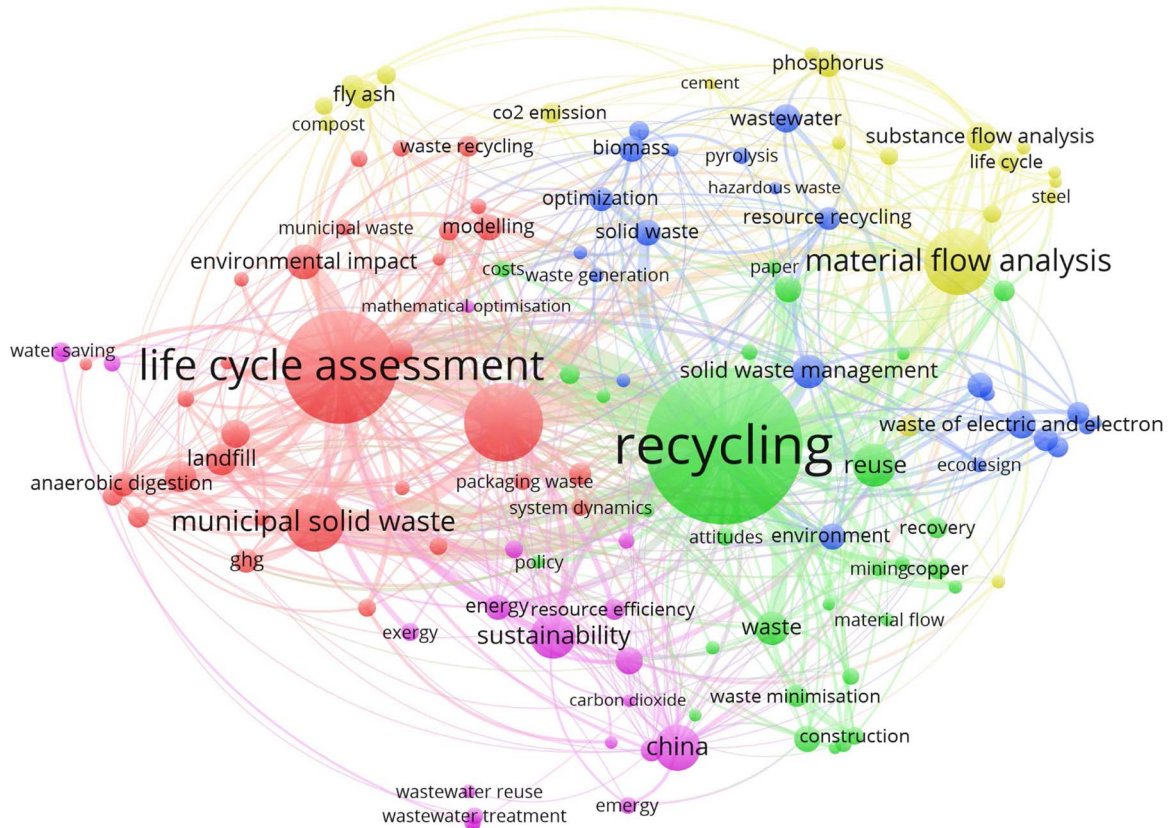 phosphorus
cement
fly ash
co2 emission
wastewater
compost
substance flow analysis
waste recycling
biomass
pyrolysis
life cycle
hazardous waste
steel
optimization
municipal waste
modelling
solid waste
resource recycling
environmental impact
costs
waste generation
paper
material flow analysis
mathematical optimisation
water saving
life cycle assessment
solid waste management
waste of electric and electron
recycling
landfill
reuse
ecodesign
anaerobic digestion
packaging waste
system dynamics
municipal solid waste
attitudes
environment
recovery
ghg
policy
mining
copper
energy
resource efficiency
exergy
sustainability
waste
material flow
carbon dioxide
waste minimisation
china
construction
wastewater reuse
emergy
wastewater treatment